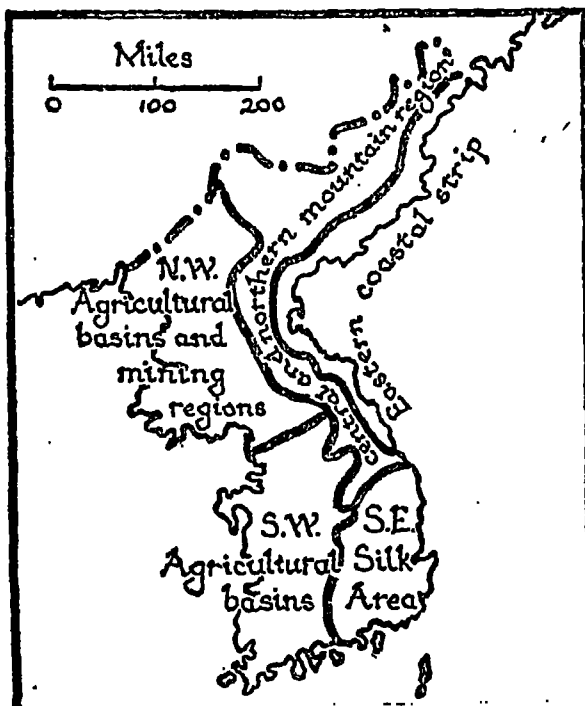 Miles
0 100 200
central and northern mountain region
Eastern coastal strip
N.W.
Agricultural
basins and
mining
regions
S.W.
Agricultural
basins
S.E.
Silk
Area